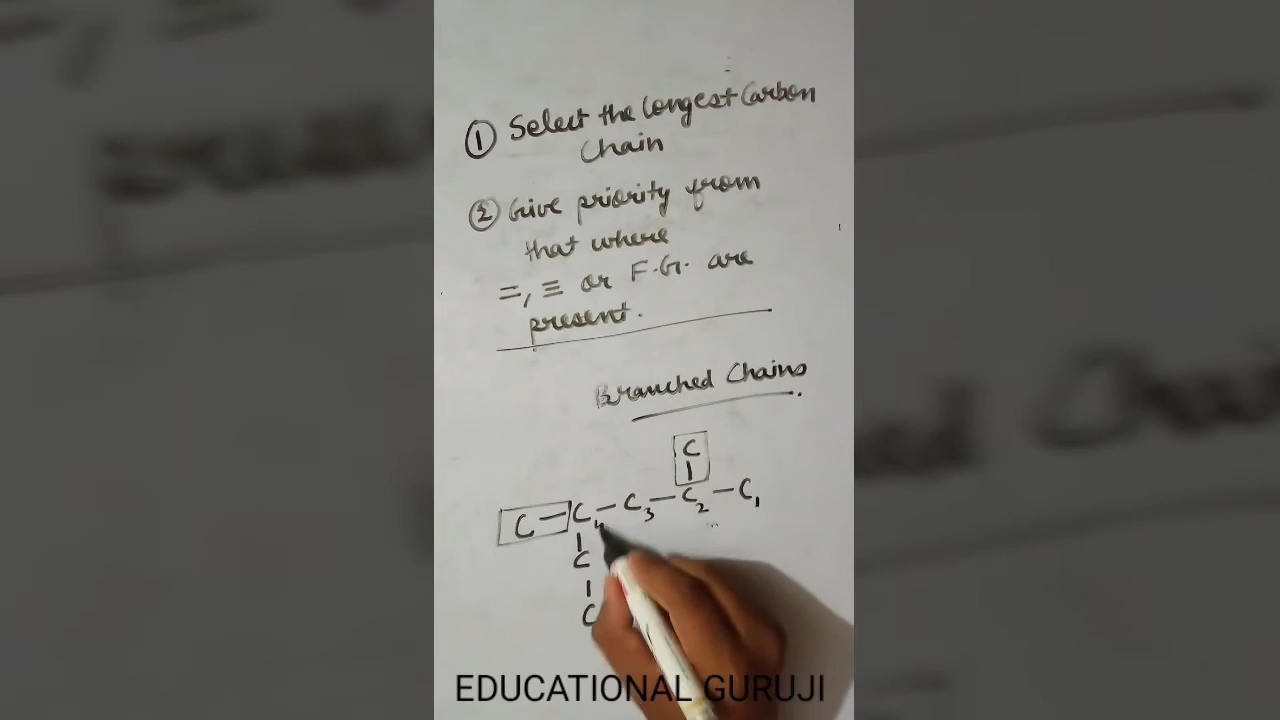 ① Select the longest Carbon
Chain
② Give priority from
that where
=, ≡ or F.G. are
present.
Branched Chains
C
C - C4 - C3 - C2 - C1
C
C
EDUCATIONAL GURUJI